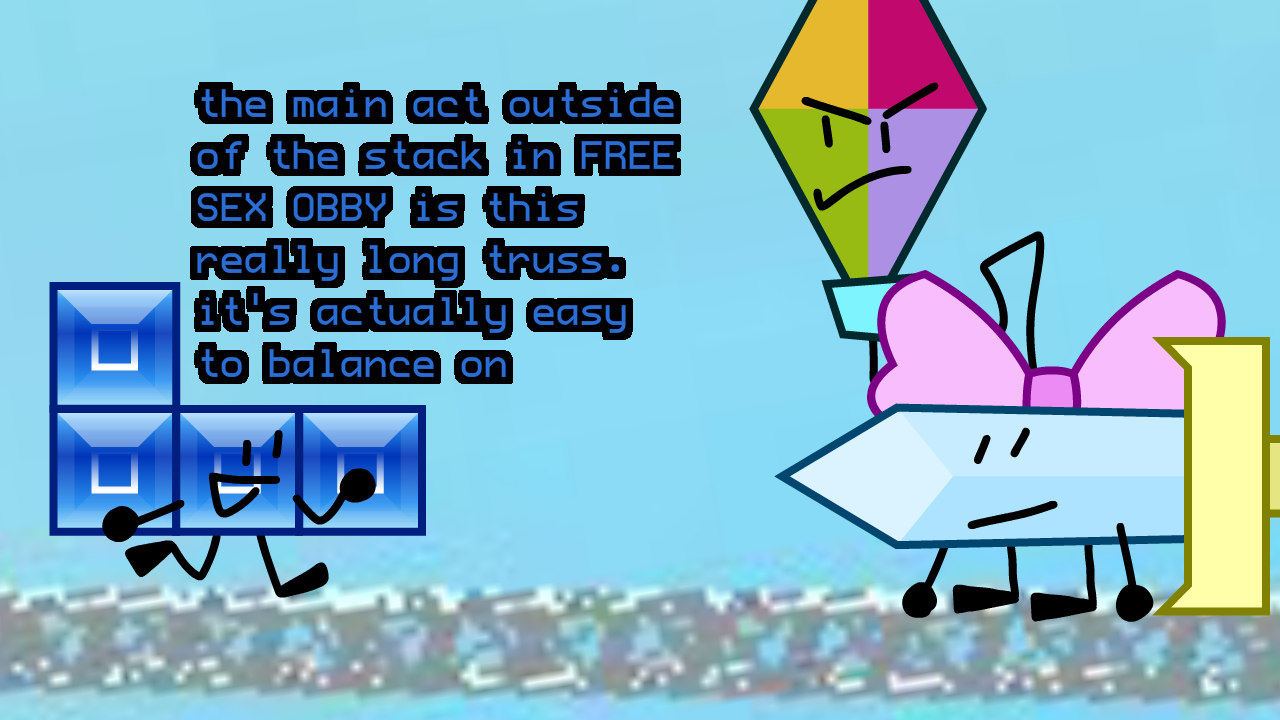 the main act outside
of the stack in FREE
SEX OBBY is this
really long truss.
it's actually easy
to balance on